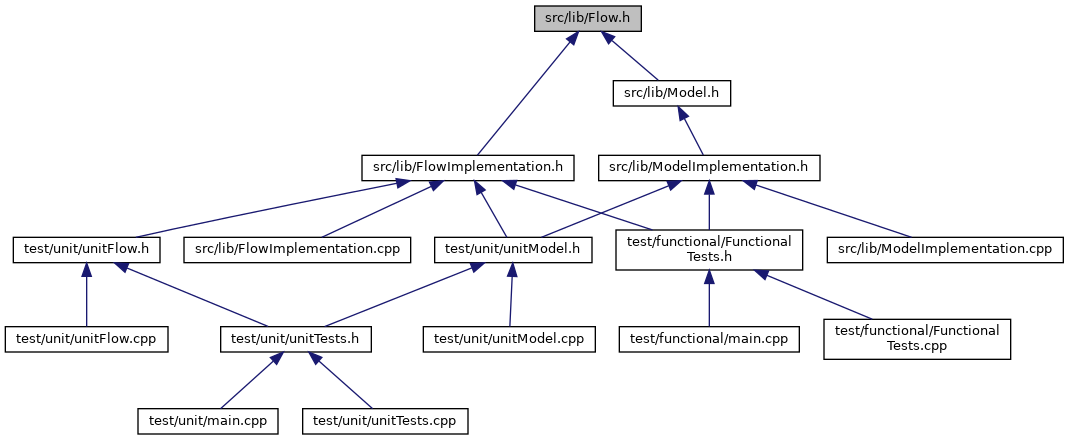 src/lib/Flow.h
src/lib/Model.h
src/lib/FlowImplementation.h
src/lib/ModelImplementation.h
test/unit/unitFlow.h
src/lib/FlowImplementation.cpp
test/unit/unitModel.h
test/functional/Functional
Tests.h
src/lib/ModelImplementation.cpp
test/unit/unitFlow.cpp
test/unit/unitTests.h
test/unit/unitModel.cpp
test/functional/main.cpp
test/functional/Functional
Tests.cpp
test/unit/main.cpp
test/unit/unitTests.cpp